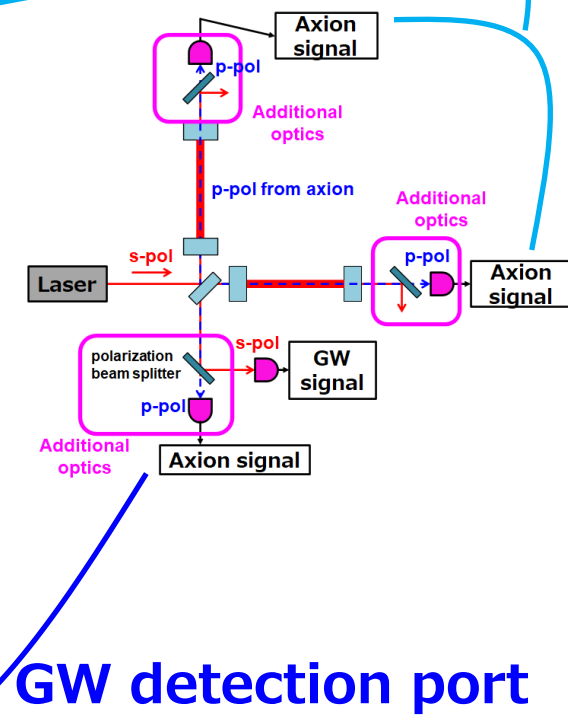 Axion
signal
p-pol
Additional
optics
p-pol from axion
Additional
optics
s-pol
p-pol
Laser
Axion
signal
s-pol
polarization
beam splitter
GW
signal
p-pol
Additional
optics
Axion signal
GW detection port